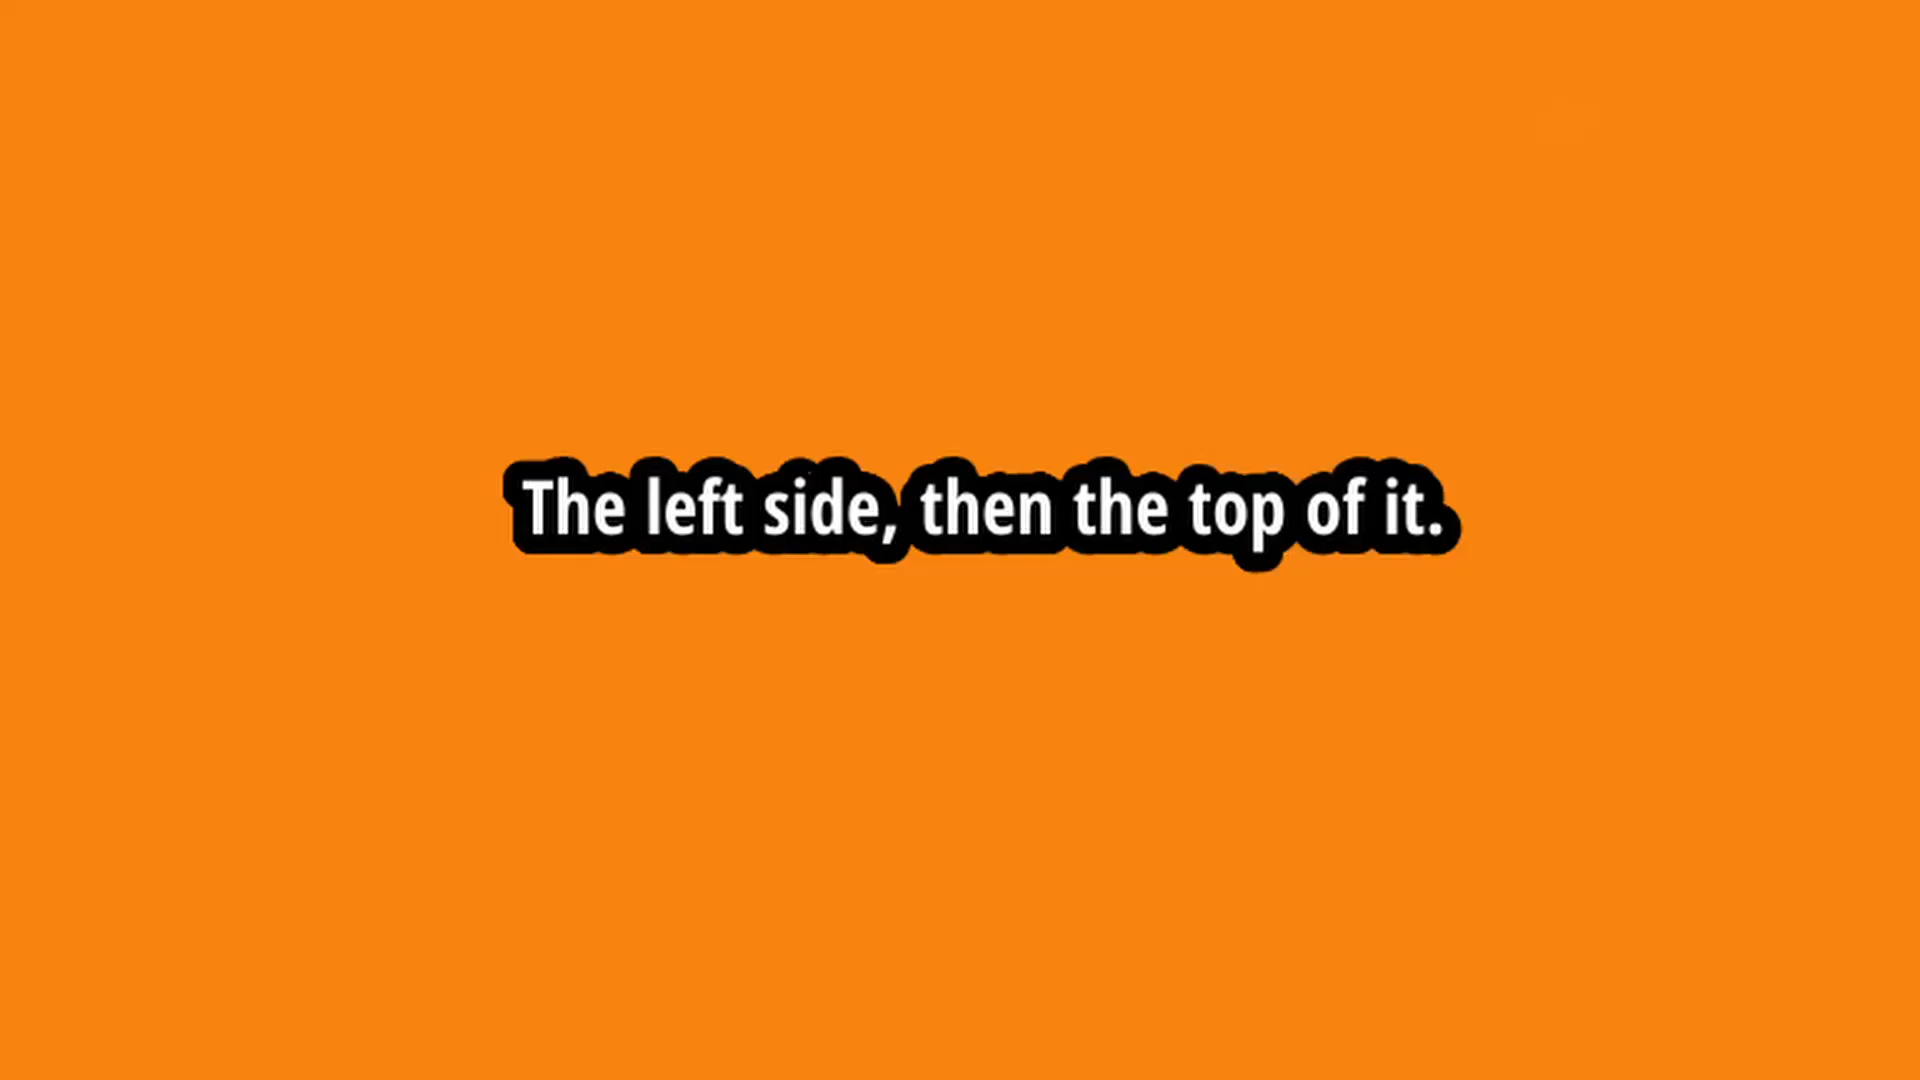 The left side, then the top of it.